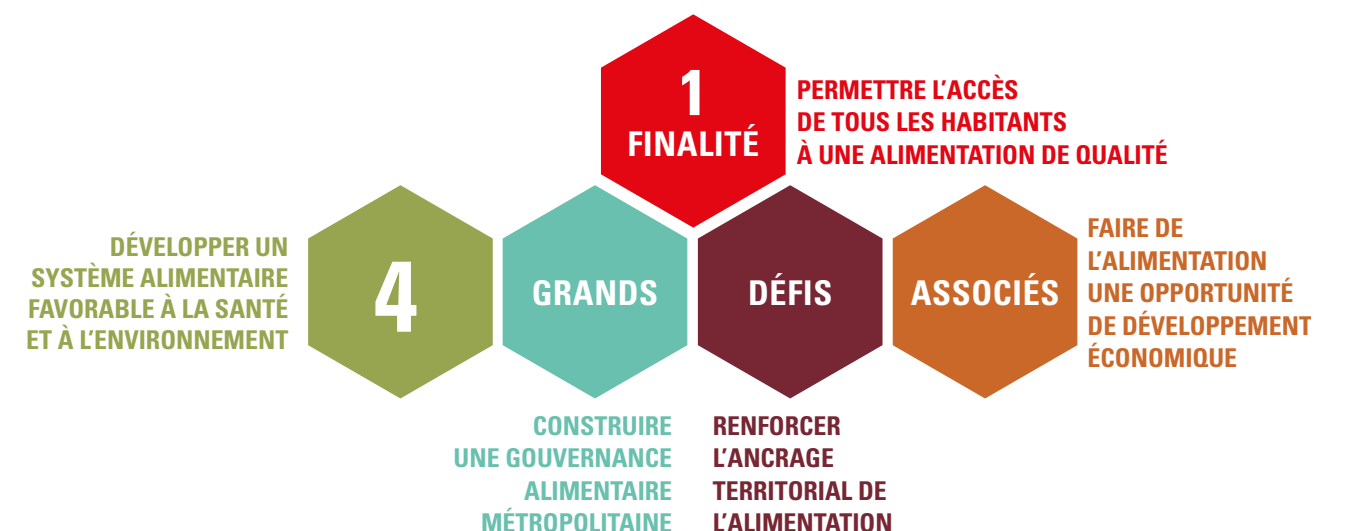 1
FINALITÉ
PERMETTRE L'ACCÈS
DE TOUS LES HABITANTS
À UNE ALIMENTATION DE QUALITÉ
DÉVELOPPER UN
SYSTÈME ALIMENTAIRE
FAVORABLE À LA SANTÉ
ET À L'ENVIRONNEMENT
4
GRANDS
DÉFIS
ASSOCIÉS
FAIRE DE
L'ALIMENTATION
UNE OPPORTUNITÉ
DE DÉVELOPPEMENT
ÉCONOMIQUE
CONSTRUIRE
UNE GOUVERNANCE
ALIMENTAIRE
MÉTROPOLITAINE
RENFORCER
L'ANCRAGE
TERRITORIAL DE
L'ALIMENTATION